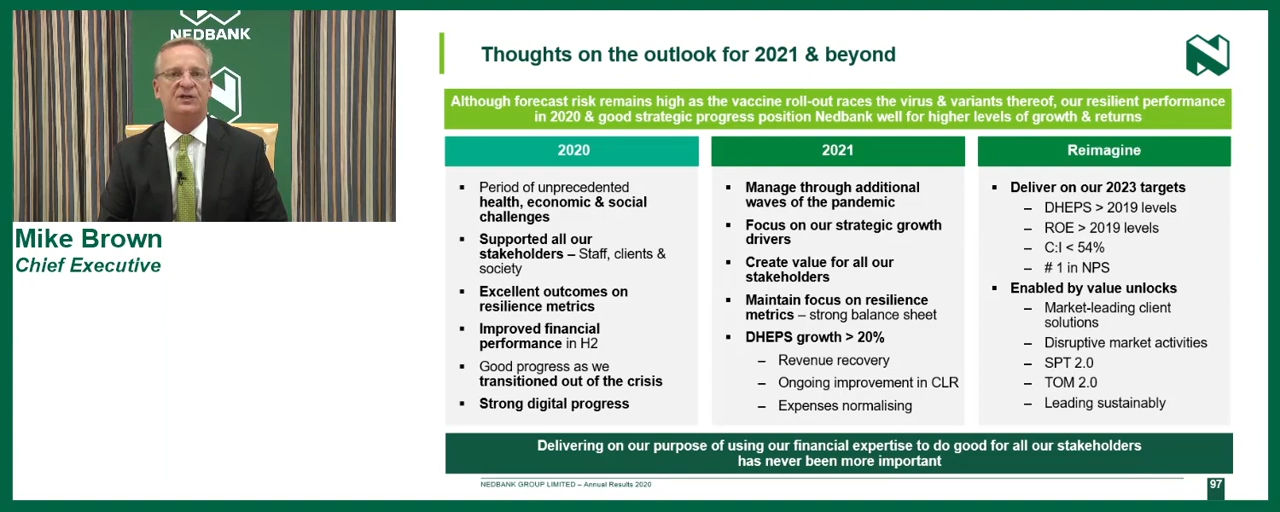 NEDBANK
Mike Brown
Chief Executive
Thoughts on the outlook for 2021 & beyond
Although forecast risk remains high as the vaccine roll-out races the virus & variants thereof, our resilient performance
in 2020 & good strategic progress position Nedbank well for higher levels of growth & returns
2020
▪ Period of unprecedented
health, economic & social
challenges
▪ Supported all our
stakeholders – Staff, clients &
society
▪ Excellent outcomes on
resilience metrics
▪ Improved financial
performance in H2
▪ Good progress as we
transitioned out of the crisis
▪ Strong digital progress
2021
▪ Manage through additional
waves of the pandemic
▪ Focus on our strategic growth
drivers
▪ Create value for all our
stakeholders
▪ Maintain focus on resilience
metrics – strong balance sheet
▪ DHEPS growth > 20%
– Revenue recovery
– Ongoing improvement in CLR
– Expenses normalising
Reimagine
▪ Deliver on our 2023 targets
– DHEPS > 2019 levels
– ROE > 2019 levels
– C:I < 54%
– # 1 in NPS
▪ Enabled by value unlocks
– Market-leading client
solutions
– Disruptive market activities
– SPT 2.0
– TOM 2.0
– Leading sustainably
Delivering on our purpose of using our financial expertise to do good for all our stakeholders
has never been more important
NEDBANK GROUP LIMITED – Annual Results 2020
97